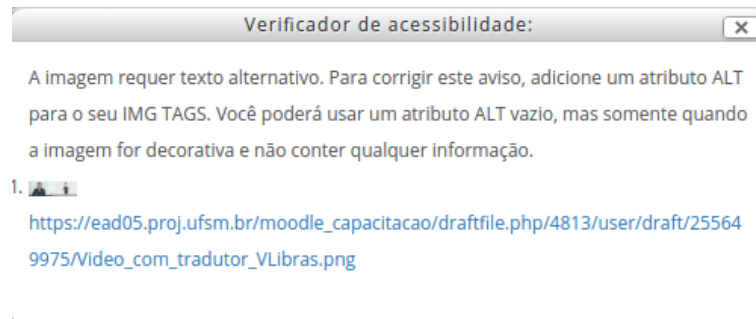 Verificador de acessibilidade:
A imagem requer texto alternativo. Para corrigir este aviso, adicione um atributo ALT
para o seu IMG TAGS. Você poderá usar um atributo ALT vazio, mas somente quando
a imagem for decorativa e não conter qualquer informação.
1.
https://ead05.proj.ufsm.br/moodle_capacitacao/draftfile.php/4813/user/draft/25564
9975/Video_com_tradutor_VLibras.png